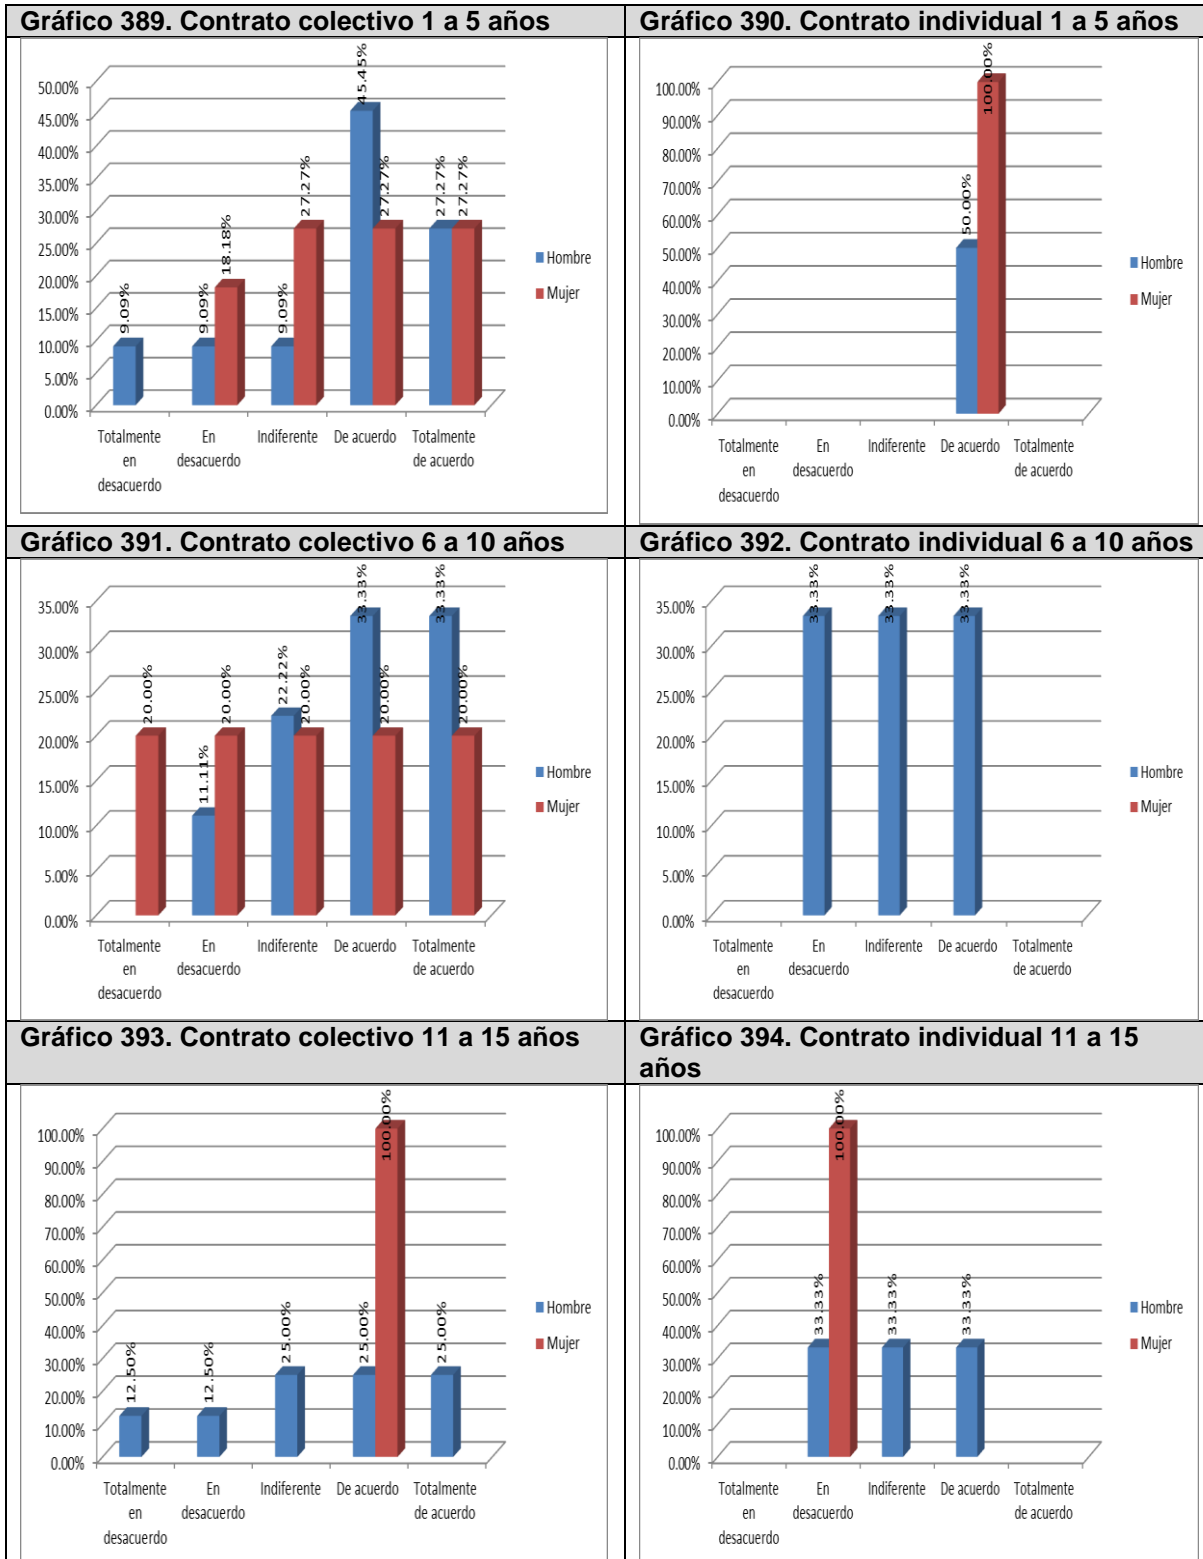 Gráfico 389. Contrato colectivo 1 a 5 años
50.00%
45.00%
40.00%
35.00%
30.00%
25.00%
20.00%
15.00%
10.00%
5.00%
0.00%
9.09%
9.09%
18.18%
9.09%
27.27%
45.45%
27.27%
27.27%
27.27%
Totalmente
en
desacuerdo
En
desacuerdo
Indiferente
De acuerdo
Totalmente
de acuerdo
Hombre
Mujer
Gráfico 390. Contrato individual 1 a 5 años
100.00%
90.00%
80.00%
70.00%
60.00%
50.00%
40.00%
30.00%
20.00%
10.00%
0.00%
50.00%
100.00%
Totalmente
en
desacuerdo
En
desacuerdo
Indiferente
De acuerdo
Totalmente
de acuerdo
Hombre
Mujer
Gráfico 391. Contrato colectivo 6 a 10 años
35.00%
30.00%
25.00%
20.00%
15.00%
10.00%
5.00%
0.00%
20.00%
11.11%
20.00%
22.22%
20.00%
33.33%
20.00%
33.33%
20.00%
Totalmente
en
desacuerdo
En
desacuerdo
Indiferente
De acuerdo
Totalmente
de acuerdo
Hombre
Mujer
Gráfico 392. Contrato individual 6 a 10 años
35.00%
30.00%
25.00%
20.00%
15.00%
10.00%
5.00%
0.00%
33.33%
33.33%
33.33%
Totalmente
en
desacuerdo
En
desacuerdo
Indiferente
De acuerdo
Totalmente
de acuerdo
Hombre
Mujer
Gráfico 393. Contrato colectivo 11 a 15 años
100.00%
90.00%
80.00%
70.00%
60.00%
50.00%
40.00%
30.00%
20.00%
10.00%
0.00%
12.50%
12.50%
25.00%
25.00%
100.00%
25.00%
Totalmente
en
desacuerdo
En
desacuerdo
Indiferente
De acuerdo
Totalmente
de acuerdo
Hombre
Mujer
Gráfico 394. Contrato individual 11 a 15
años
100.00%
90.00%
80.00%
70.00%
60.00%
50.00%
40.00%
30.00%
20.00%
10.00%
0.00%
33.33%
100.00%
33.33%
33.33%
Totalmente
en
desacuerdo
En
desacuerdo
Indiferente
De acuerdo
Totalmente
de acuerdo
Hombre
Mujer